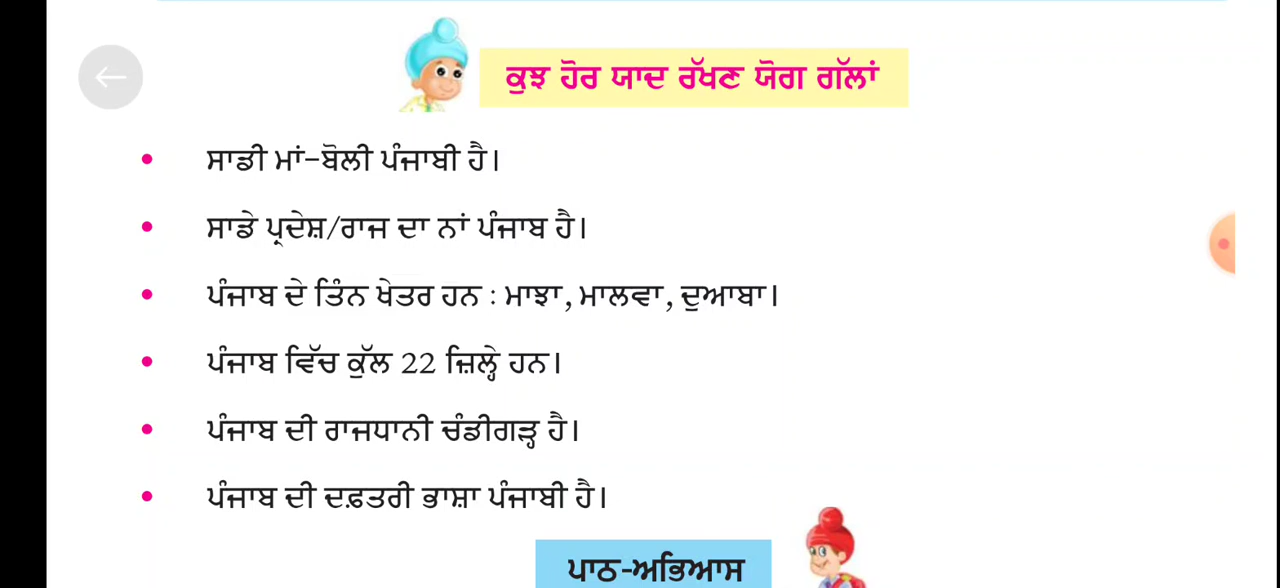 ਕੁਝ ਹੋਰ ਯਾਦ ਰੱਖਣ ਯੋਗ ਗੱਲਾਂ
• ਸਾਡੀ ਮਾਂ-ਬੋਲੀ ਪੰਜਾਬੀ ਹੈ।
• ਸਾਡੇ ਪ੍ਰਦੇਸ਼/ਰਾਜ ਦਾ ਨਾਂ ਪੰਜਾਬ ਹੈ।
• ਪੰਜਾਬ ਦੇ ਤਿੰਨ ਖੇਤਰ ਹਨ : ਮਾਝਾ, ਮਾਲਵਾ, ਦੁਆਬਾ।
• ਪੰਜਾਬ ਵਿੱਚ ਕੁੱਲ 22 ਜ਼ਿਲ੍ਹੇ ਹਨ।
• ਪੰਜਾਬ ਦੀ ਰਾਜਧਾਨੀ ਚੰਡੀਗੜ੍ਹ ਹੈ।
• ਪੰਜਾਬ ਦੀ ਦਫ਼ਤਰੀ ਭਾਸ਼ਾ ਪੰਜਾਬੀ ਹੈ।
ਪਾਠ-ਅਭਿਆਸ